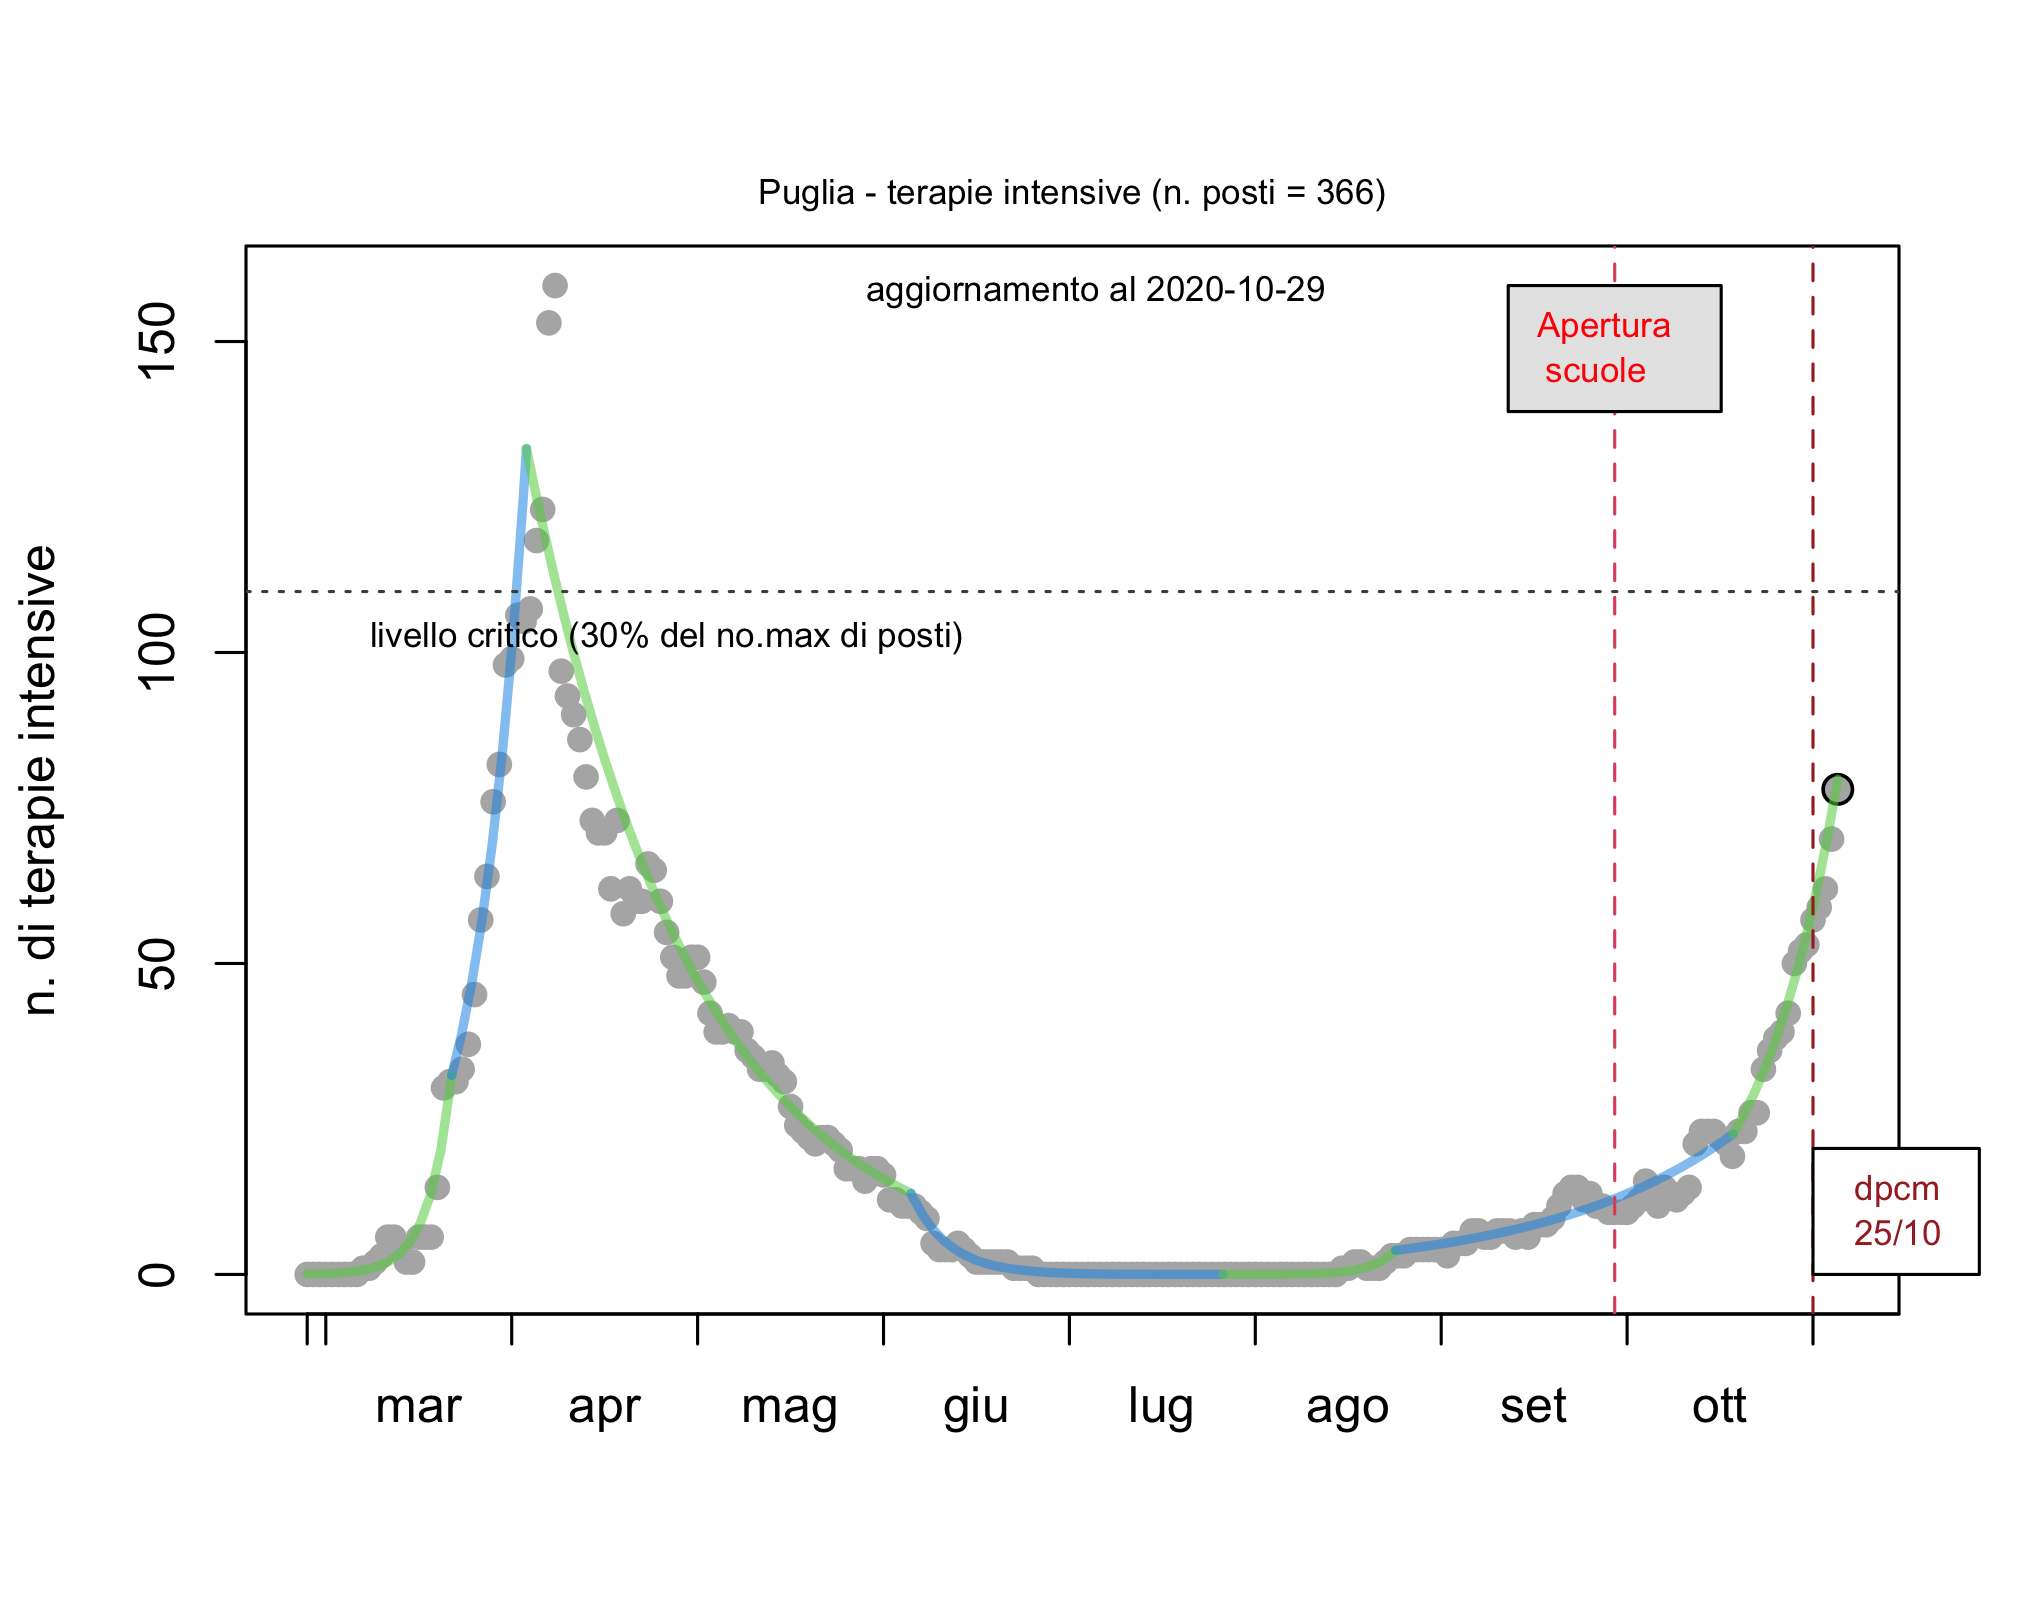 Puglia - terapie intensive (n. posti = 366)
aggiornamento al 2020-10-29
Apertura
scuole
livello critico (30% del no.max di posti)
n. di terapie intensive
150
100
50
0
dpcm
25/10
mar apr mag giu lug ago set ott